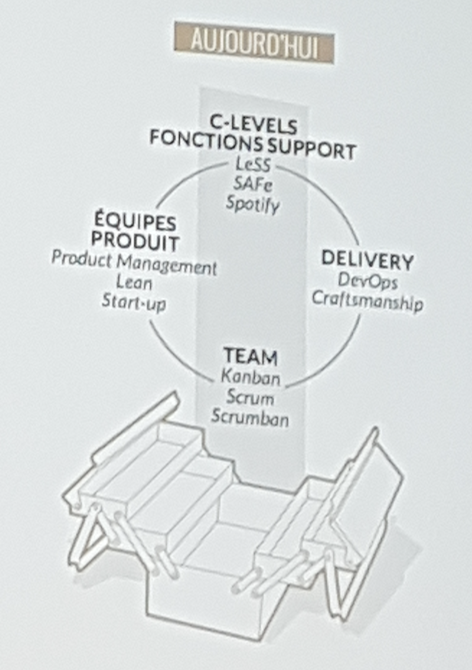 AUJOURD'HUI
C-LEVELS
FONCTIONS SUPPORT
LeSS
SAFe
Spotify
ÉQUIPES
PRODUIT
Product Management
Lean
Start-up
DELIVERY
DevOps
Craftsmanship
TEAM
Kanban
Scrum
Scrumban